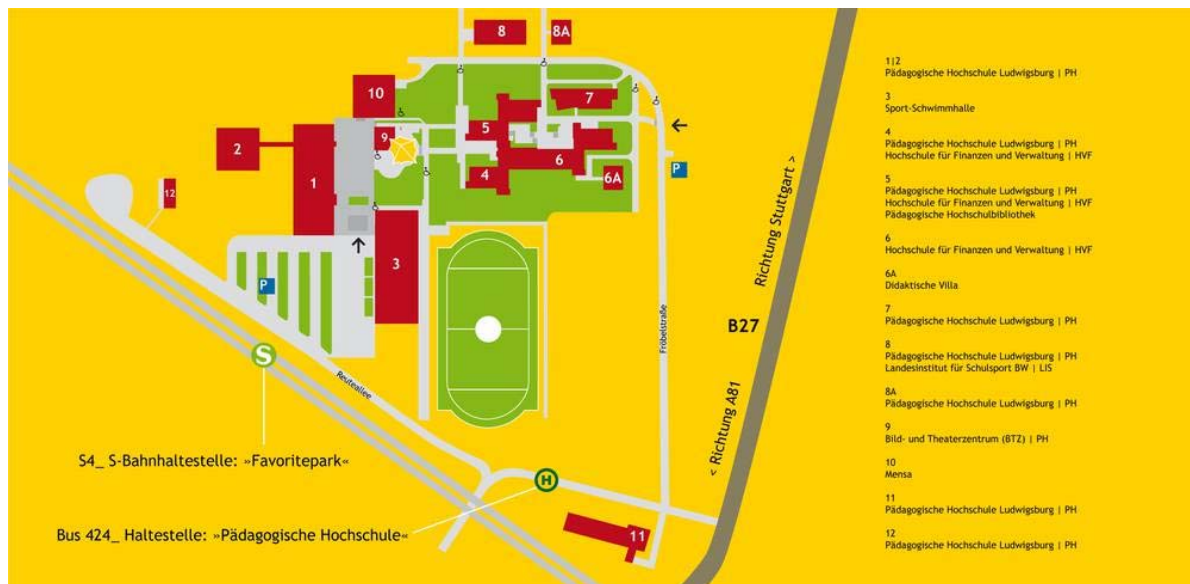 8
8A
10
7
9
5
2
1
6
4
6A
P
12
3
P
S
Reuteallee
Fröbelstraße
Richtung Stuttgart >
B27
< Richtung A81
S4_ S-Bahnhaltestelle: »Favoritepark«
H
Bus 424_ Haltestelle: »Pädagogische Hochschule«
11
1|2
Pädagogische Hochschule Ludwigsburg | PH
3
Sport-Schwimmhalle
4
Pädagogische Hochschule Ludwigsburg | PH
Hochschule für Finanzen und Verwaltung | HVF
5
Pädagogische Hochschule Ludwigsburg | PH
Hochschule für Finanzen und Verwaltung | HVF
Pädagogische Hochschulbibliothek
6
Hochschule für Finanzen und Verwaltung | HVF
6A
Didaktische Villa
7
Pädagogische Hochschule Ludwigsburg | PH
8
Pädagogische Hochschule Ludwigsburg | PH
Landesinstitut für Schulsport BW | LIS
8A
Pädagogische Hochschule Ludwigsburg | PH
9
Bild- und Theaterzentrum (BTZ) | PH
10
Mensa
11
Pädagogische Hochschule Ludwigsburg | PH
12
Pädagogische Hochschule Ludwigsburg | PH